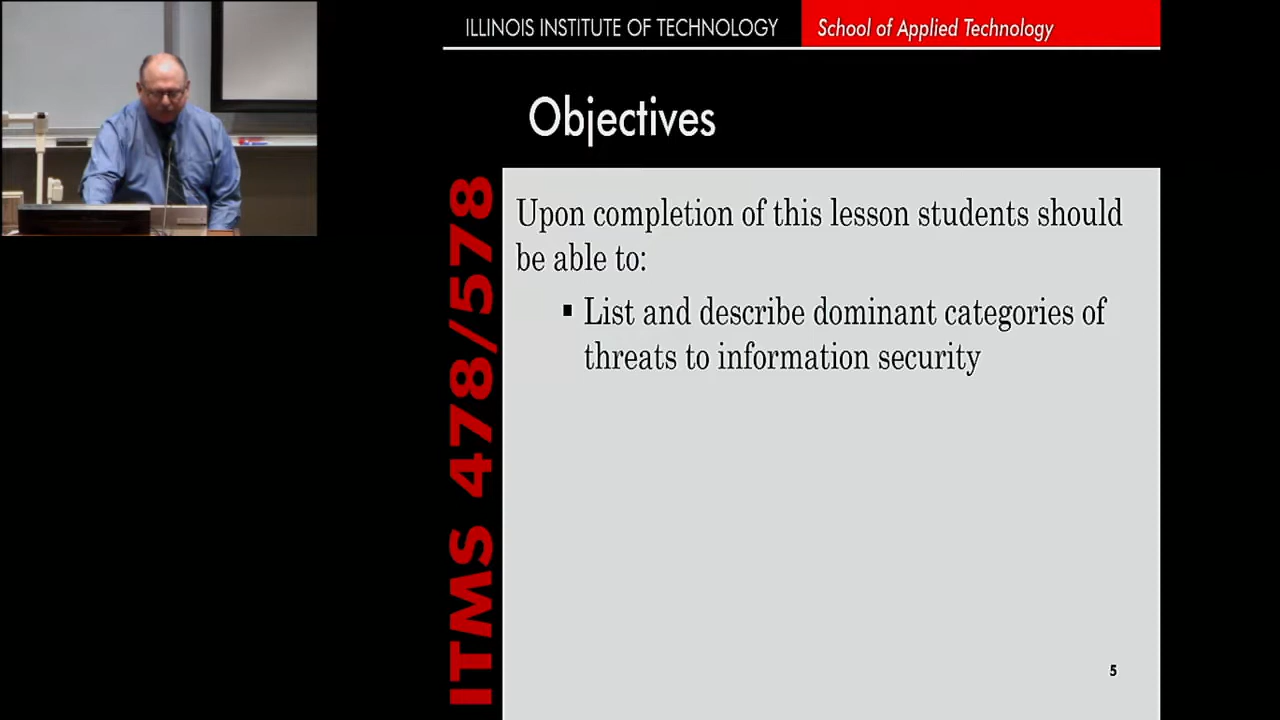 ILLINOIS INSTITUTE OF TECHNOLOGY School of Applied Technology
Objectives
ITMS 478/578
Upon completion of this lesson students should
be able to:
▪ List and describe dominant categories of
threats to information security
5